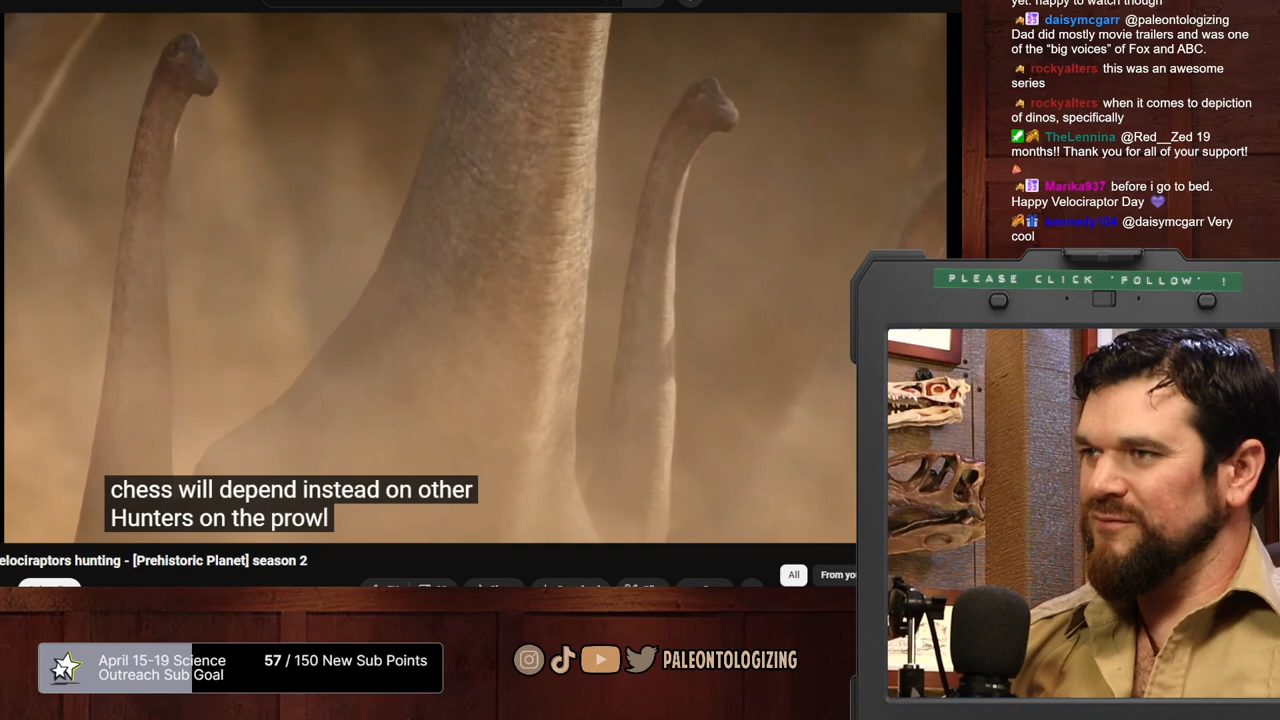 yet. happy to watch though
daisymcgarr @paleontologizing
Dad did mostly movie trailers and was one
of the "big voices" of Fox and ABC.
rockyalters this was an awesome
series
rockyalters when it comes to depiction
of dinos, specifically
TheLennina @Red__Zed 19
months!! Thank you for all of your support!
Marika937 before i go to bed.
Happy Velociraptor Day
kennedy104 @daisymcgarr Very
cool
PLEASE CLICK 'FOLLOW' !
chess will depend instead on other
Hunters on the prowl
elociraptors hunting - [Prehistoric Planet] season 2
All
From you
April 15-19 Science
Outreach Sub Goal
57 / 150 New Sub Points
PALEONTOLOGIZING